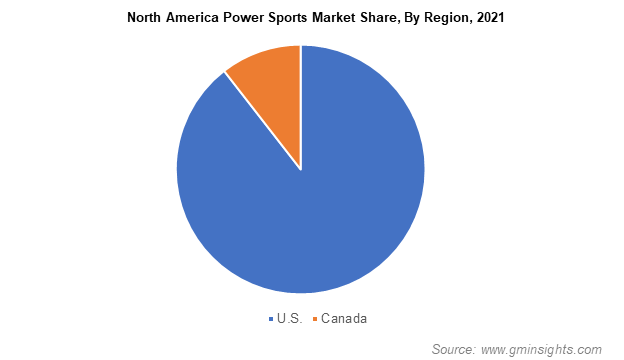 North America Power Sports Market Share, By Region, 2021
U.S. Canada
Source: www.gminsights.com